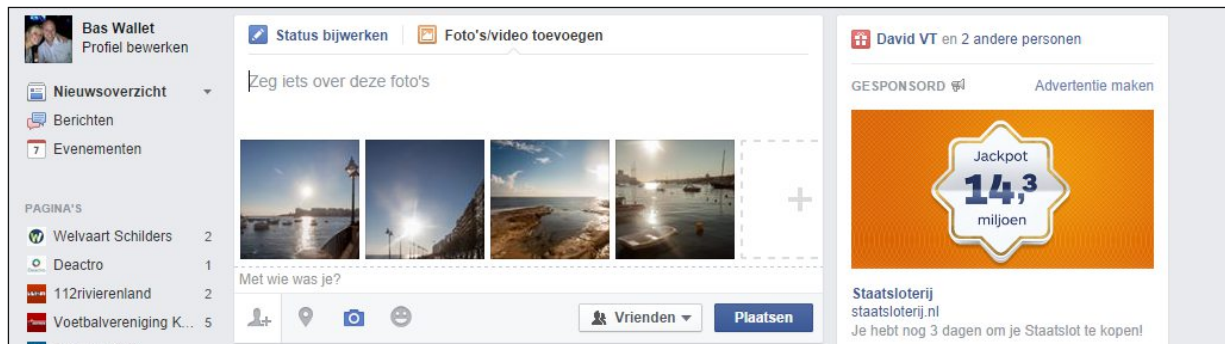 Bas Wallet
Profiel bewerken
Nieuwsoverzicht
Berichten
7 Evenementen
PAGINA'S
Welvaart Schilders 2
Deactro 1
112rivierenland 2
Voetbalvereniging K... 5
Status bijwerken
Foto's/video toevoegen
Zeg iets over deze foto's
Met wie was je?
Vrienden
Plaatsen
David VT en 2 andere personen
GESPONSORD
Advertentie maken
Jackpot
14,3
miljoen
Staatsloterij
staatsloterij.nl
Je hebt nog 3 dagen om je Staatslot te kopen!